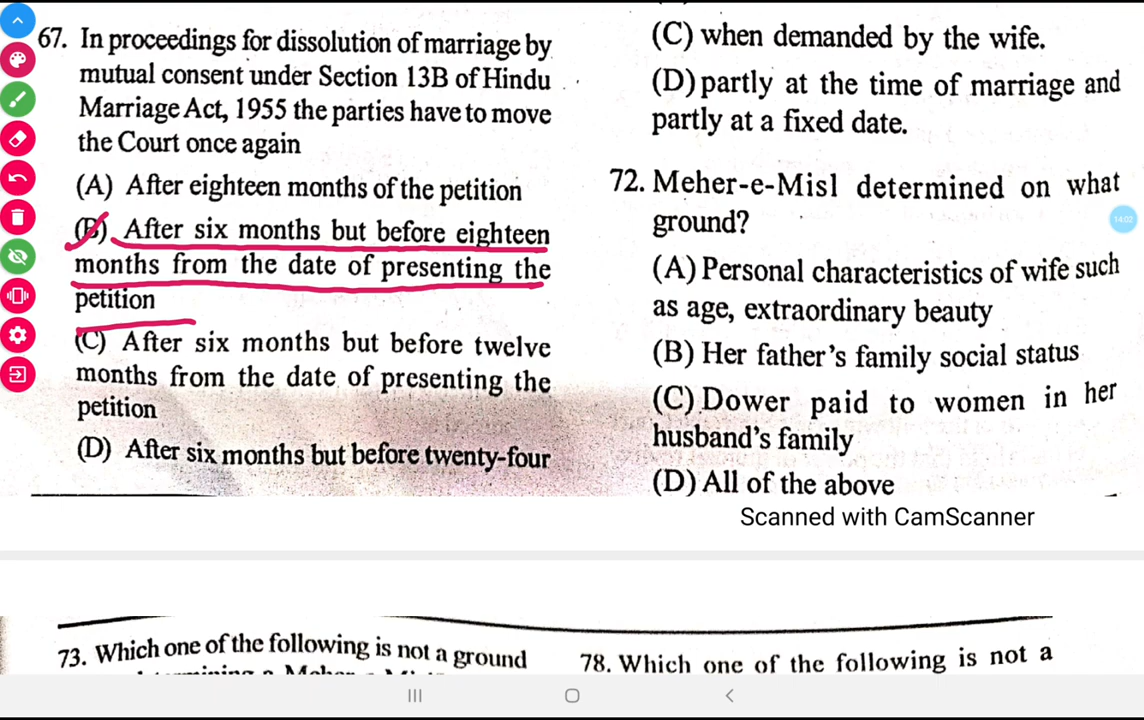 67. In proceedings for dissolution of marriage by
mutual consent under Section 13B of Hindu
Marriage Act, 1955 the parties have to move
the Court once again
(A) After eighteen months of the petition
(B) After six months but before eighteen
months from the date of presenting the
petition
(C) After six months but before twelve
months from the date of presenting the
petition
(D) After six months but before twenty-four
(C) when demanded by the wife.
(D) partly at the time of marriage and
partly at a fixed date.
72. Meher-e-Misl determined on what
ground?
(A) Personal characteristics of wife such
as age, extraordinary beauty
(B) Her father's family social status
(C) Dower paid to women in her
husband's family
(D) All of the above
Scanned with CamScanner
14:02
73. Which one of the following is not a ground
78. Which one of the following is not a